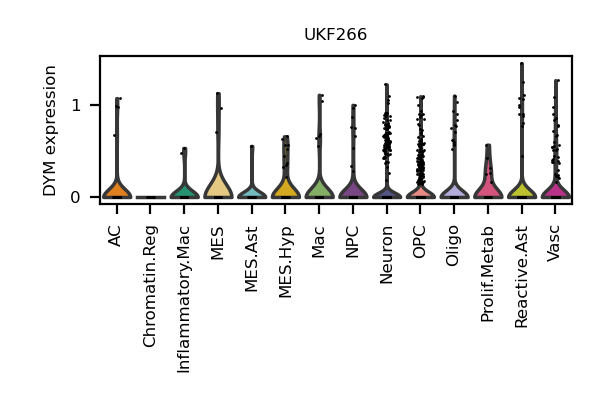 UKF266
DYM expression
1
0
AC
Chromatin.Reg
Inflammatory.Mac
MES
MES.Ast
MES.Hyp
Mac
NPC
Neuron
OPC
Oligo
Prolif.Metab
Reactive.Ast
Vasc